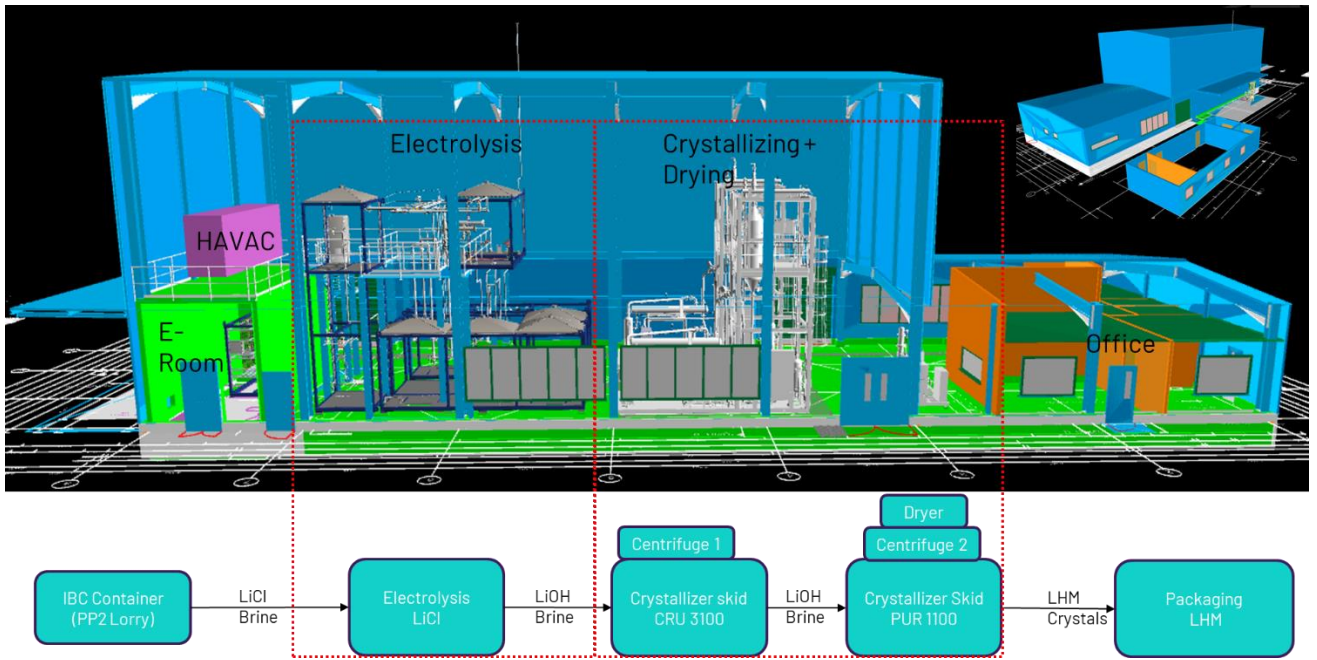 Electrolysis
Crystallizing +
Drying
HAVAC
E-
Room
Office
Dryer
Centrifuge 1
Centrifuge 2
IBC Container
(PP2 Lorry)
LiCl
Brine
Electrolysis
LiCl
LiOH
Brine
Crystallizer skid
CRU 3100
LiOH
Brine
Crystallizer Skid
PUR 1100
LHM
Crystals
Packaging
LHM